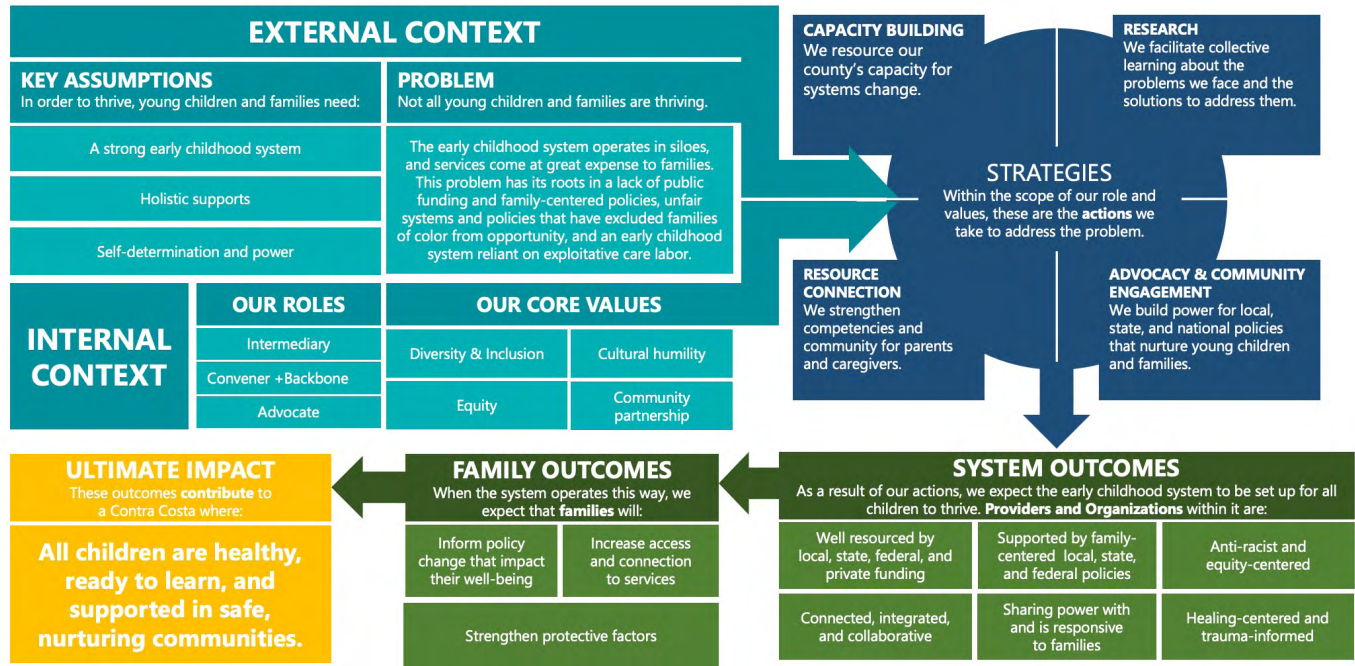 EXTERNAL CONTEXT
KEY ASSUMPTIONS
In order to thrive, young children and families need:
A strong early childhood system
Holistic supports
Self-determination and power
PROBLEM
Not all young children and families are thriving.
The early childhood system operates in siloes,
and services come at great expense to families.
This problem has its roots in a lack of public
funding and family-centered policies, unfair
systems and policies that have excluded families
of color from opportunity, and an early childhood
system reliant on exploitative care labor.
INTERNAL
CONTEXT
OUR ROLES
Intermediary
Convener +Backbone
Advocate
OUR CORE VALUES
Diversity & Inclusion
Cultural humility
Equity
Community
partnership
CAPACITY BUILDING
We resource our
county's capacity for
systems change.
RESEARCH
We facilitate collective
learning about the
problems we face and the
solutions to address them.
STRATEGIES
Within the scope of our role and
values, these are the actions we
take to address the problem.
RESOURCE
CONNECTION
We strengthen
competencies and
community for parents
and caregivers.
ADVOCACY & COMMUNITY
ENGAGEMENT
We build power for local,
state, and national policies
that nurture young children
and families.
SYSTEM OUTCOMES
As a result of our actions, we expect the early childhood system to be set up for all
children to thrive. Providers and Organizations within it are:
Well resourced by
local, state, federal, and
private funding
Supported by family-
centered local, state,
and federal policies
Anti-racist and
equity-centered
Connected, integrated,
and collaborative
Sharing power with
and is responsive
to families
Healing-centered and
trauma-informed
FAMILY OUTCOMES
When the system operates this way, we
expect that families will:
Inform policy
change that impact
their well-being
Increase access
and connection
to services
Strengthen protective factors
ULTIMATE IMPACT
These outcomes contribute to
a Contra Costa where:
All children are healthy,
ready to learn, and
supported in safe,
nurturing communities.